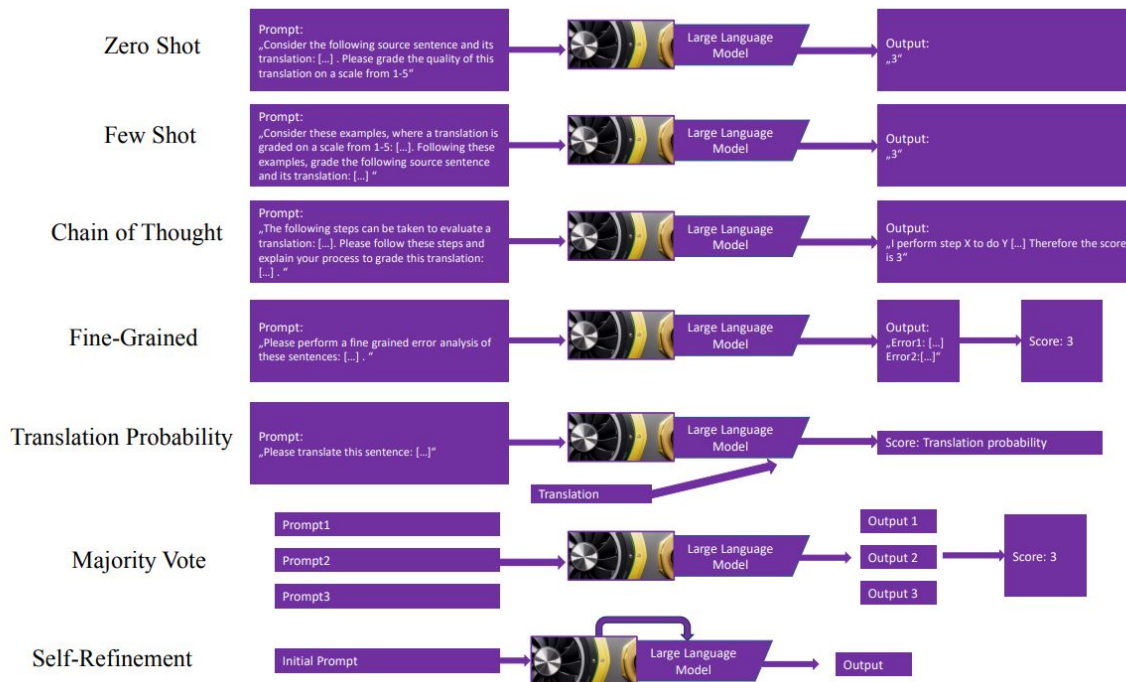 Zero Shot
Prompt:
„Consider the following source sentence and its
translation: […] . Please grade the quality of this
translation on a scale from 1-5“
Large Language
Model
Output:
„3“
Few Shot
Prompt:
„Consider these examples, where a translation is
graded on a scale from 1-5: […]. Following these
examples, grade the following source sentence
and its translation: […] “
Large Language
Model
Output:
„3“
Chain of Thought
Prompt:
„The following steps can be taken to evaluate a
translation: […]. Please follow these steps and
explain your process to grade this translation:
[…] . “
Large Language
Model
Output:
„I perform step X to do Y […] Therefore the score
is 3“
Fine-Grained
Prompt:
„Please perform a fine grained error analysis of
these sentences: […] . “
Large Language
Model
Output:
„Error1: […]
Error2:[…]“
Score: 3
Translation Probability
Prompt:
„Please translate this sentence: […]“
Large Language
Model
Translation
Score: Translation probability
Majority Vote
Prompt1
Prompt2
Prompt3
Large Language
Model
Output 1
Output 2
Output 3
Score: 3
Self-Refinement
Initial Prompt
Large Language
Model
Output